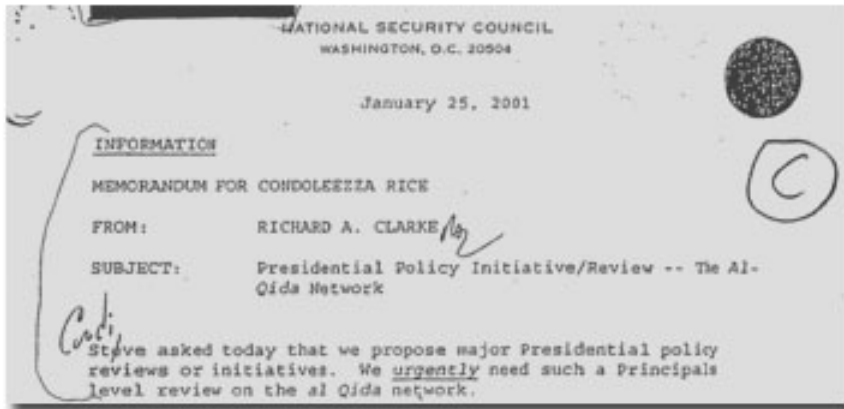 NATIONAL SECURITY COUNCIL
WASHINGTON, D.C. 20504
January 25, 2001
C
INFORMATION
MEMORANDUM FOR CONDOLEEZZA RICE
FROM: RICHARD A. CLARKE
SUBJECT: Presidential Policy Initiative/Review -- The Al-
Qida Network
Condi,
Steve asked today that we propose major Presidential policy
reviews or initiatives. We urgently need such a Principals
level review on the al Qida network.